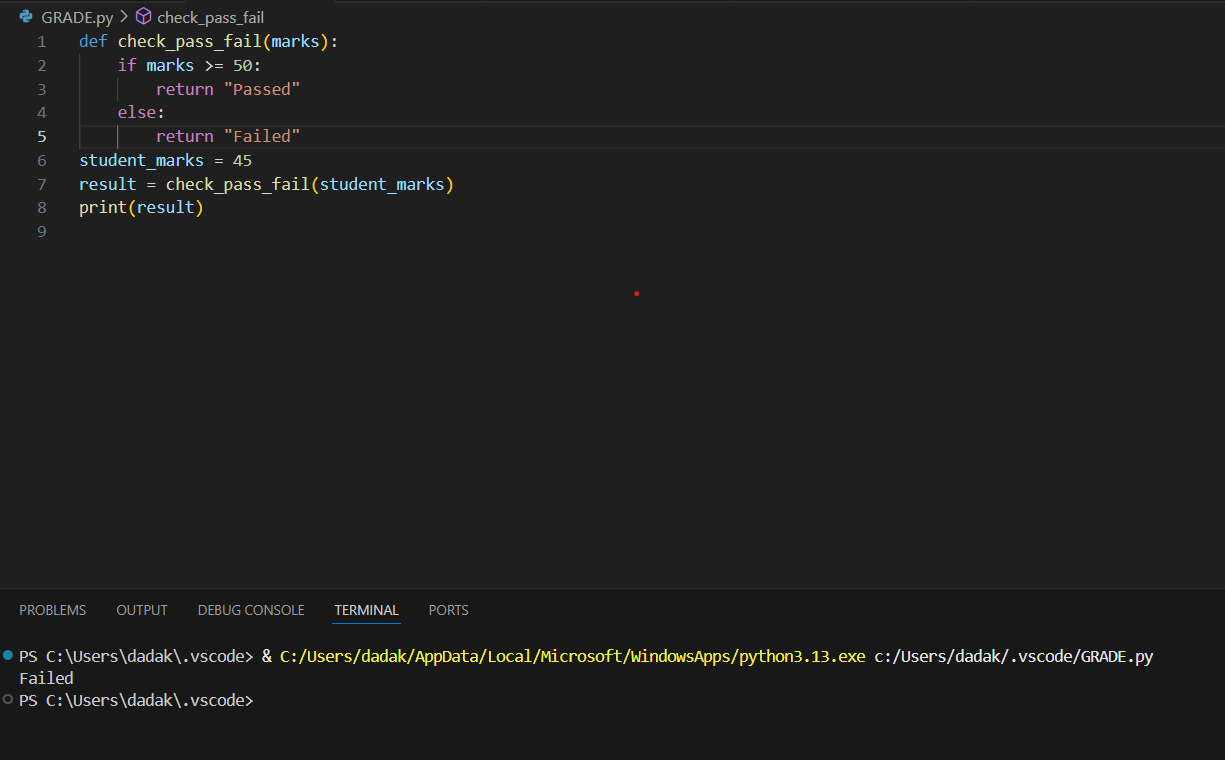 GRADE.py > check_pass_fail
1 def check_pass_fail(marks):
2     if marks >= 50:
3         return "Passed"
4     else:
5         return "Failed"
6 student_marks = 45
7 result = check_pass_fail(student_marks)
8 print(result)
9
PROBLEMS OUTPUT DEBUG CONSOLE TERMINAL PORTS
PS C:\Users\dadak\.vscode> & C:/Users/dadak/AppData/Local/Microsoft/WindowsApps/python3.13.exe c:/Users/dadak/.vscode/GRADE.py
Failed
PS C:\Users\dadak\.vscode>